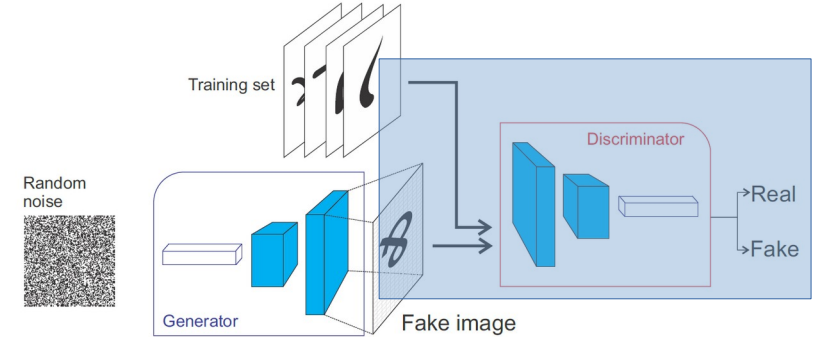 Training set
Discriminator
Random
noise
Real
Fake
Generator
Fake image